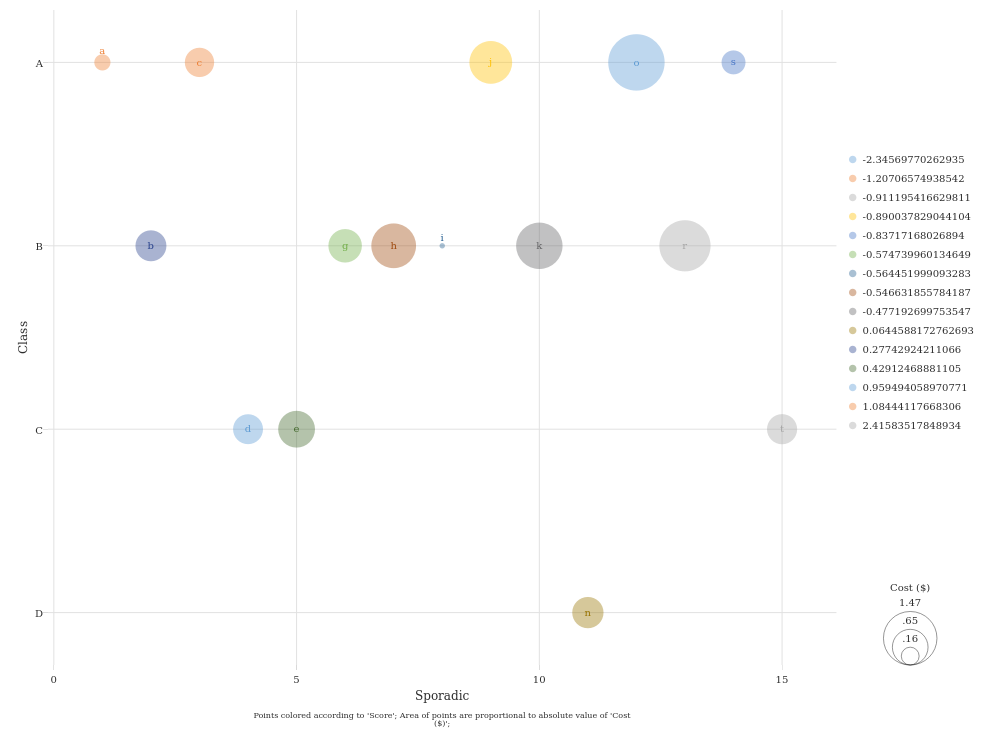 a
c
j
o
s
A
b
g
h
i
k
r
B
Class
d
e
t
C
n
D
0
5
10
15
Sporadic
Points colored according to 'Score'; Area of points are proportional to absolute value of 'Cost
($)';
-2.34569770262935
-1.20706574938542
-0.911195416629811
-0.890037829044104
-0.83717168026894
-0.574739960134649
-0.564451999093283
-0.546631855784187
-0.477192699753547
0.0644588172762693
0.27742924211066
0.42912468881105
0.959494058970771
1.08444117668306
2.41583517848934
Cost ($)
1.47
.65
.16